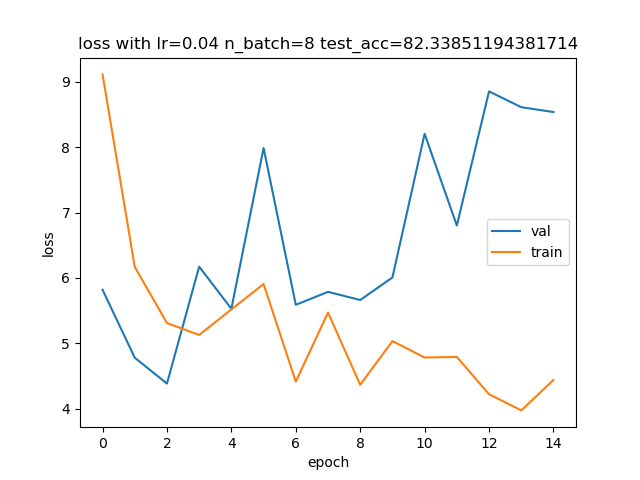 loss with lr=0.04 n_batch=8 test_acc=82.33851194381714
9
8
7
6
5
4
loss
val
train
0 2 4 6 8 10 12 14
epoch